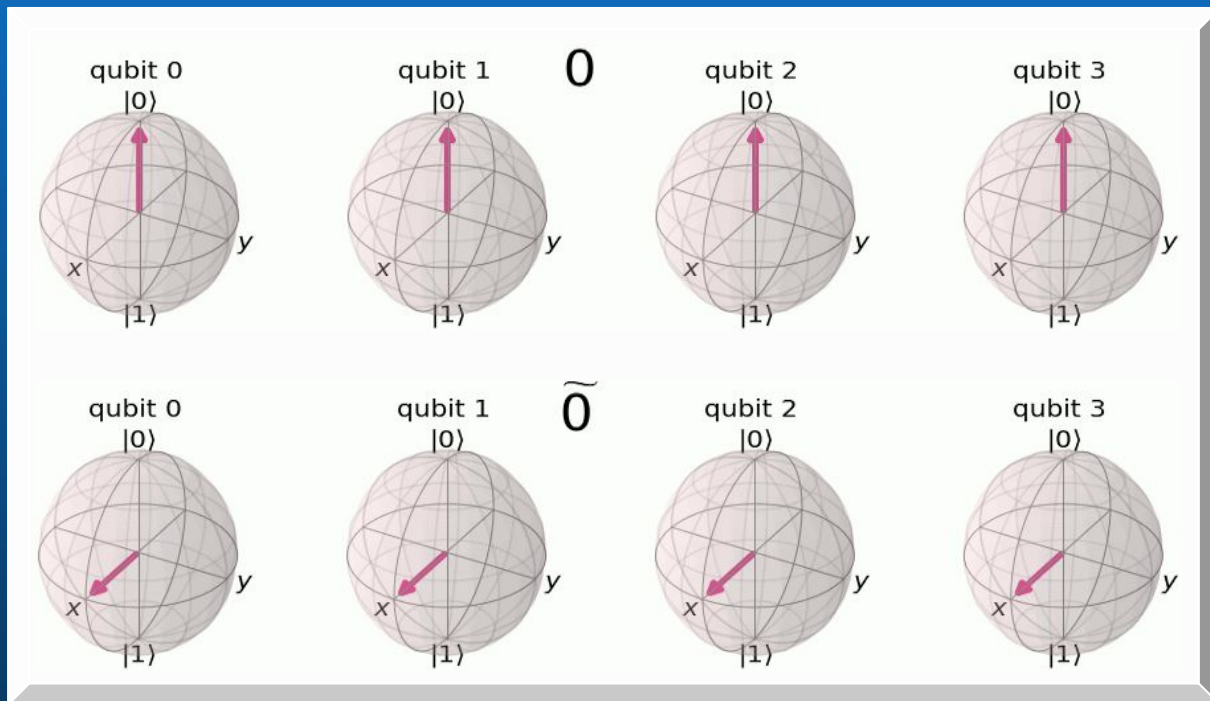 qubit 0 qubit 1 0 qubit 2 qubit 3
|0⟩ |0⟩ |0⟩ |0⟩
y y y y
x x x x
|1⟩ |1⟩ |1⟩ |1⟩
qubit 0 qubit 1 0̃ qubit 2 qubit 3
|0⟩ |0⟩ |0⟩ |0⟩
y y y y
x x x x
|1⟩ |1⟩ |1⟩ |1⟩